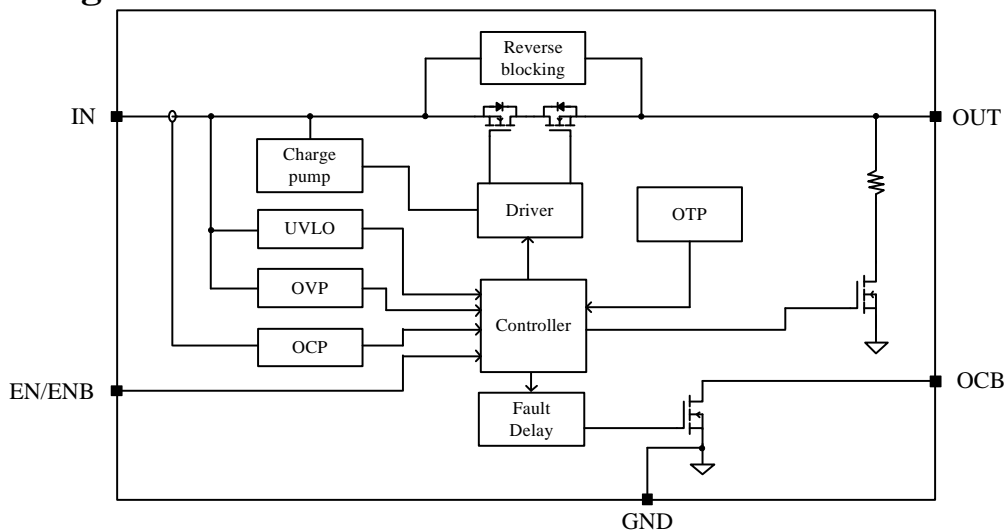 Reverse
blocking
IN
OUT
Charge
pump
Driver
OTP
UVLO
OVP
Controller
OCP
EN/ENB
OCB
Fault
Delay
GND